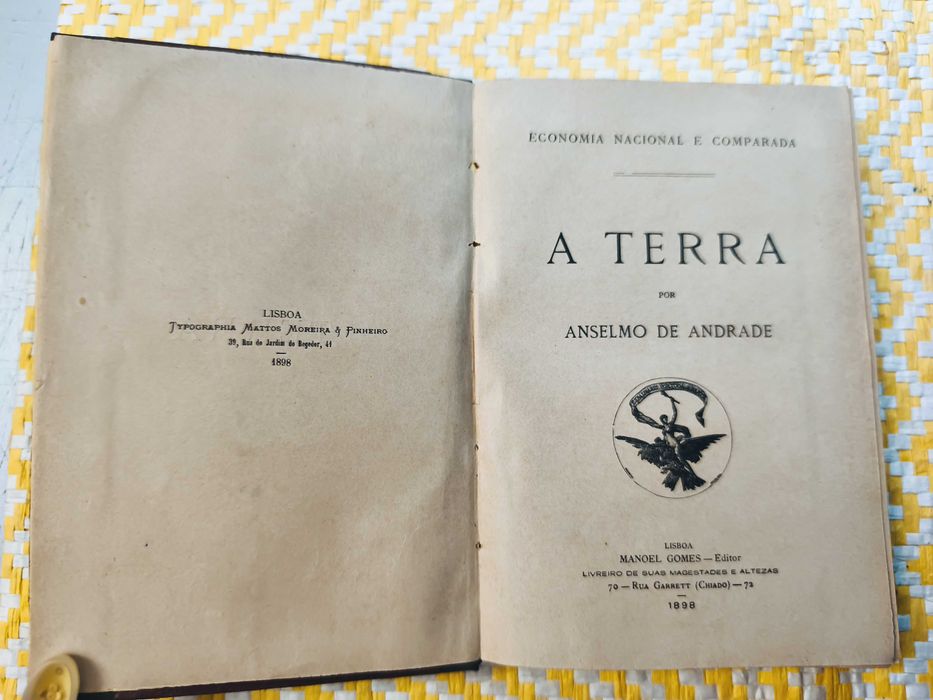 LISBOA
Typographia Mattos Moreira & Pinheiro
39, Rua do Jardim do Regedor, 41
1898
ECONOMIA NACIONAL E COMPARADA
A TERRA
POR
ANSELMO DE ANDRADE
LISBOA
MANOEL GOMES — Editor
LIVREIRO DE SUAS MAGESTADES E ALTEZAS
70 — RUA GARRETT (CHIADO) — 72
1898